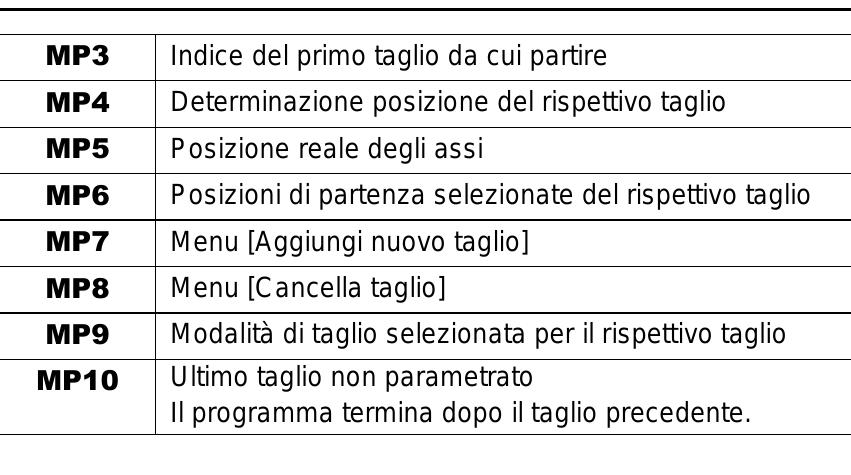 MP3 Indice del primo taglio da cui partire
MP4 Determinazione posizione del rispettivo taglio
MP5 Posizione reale degli assi
MP6 Posizioni di partenza selezionate del rispettivo taglio
MP7 Menu [Aggiungi nuovo taglio]
MP8 Menu [Cancella taglio]
MP9 Modalità di taglio selezionata per il rispettivo taglio
MP10 Ultimo taglio non parametrato
Il programma termina dopo il taglio precedente.